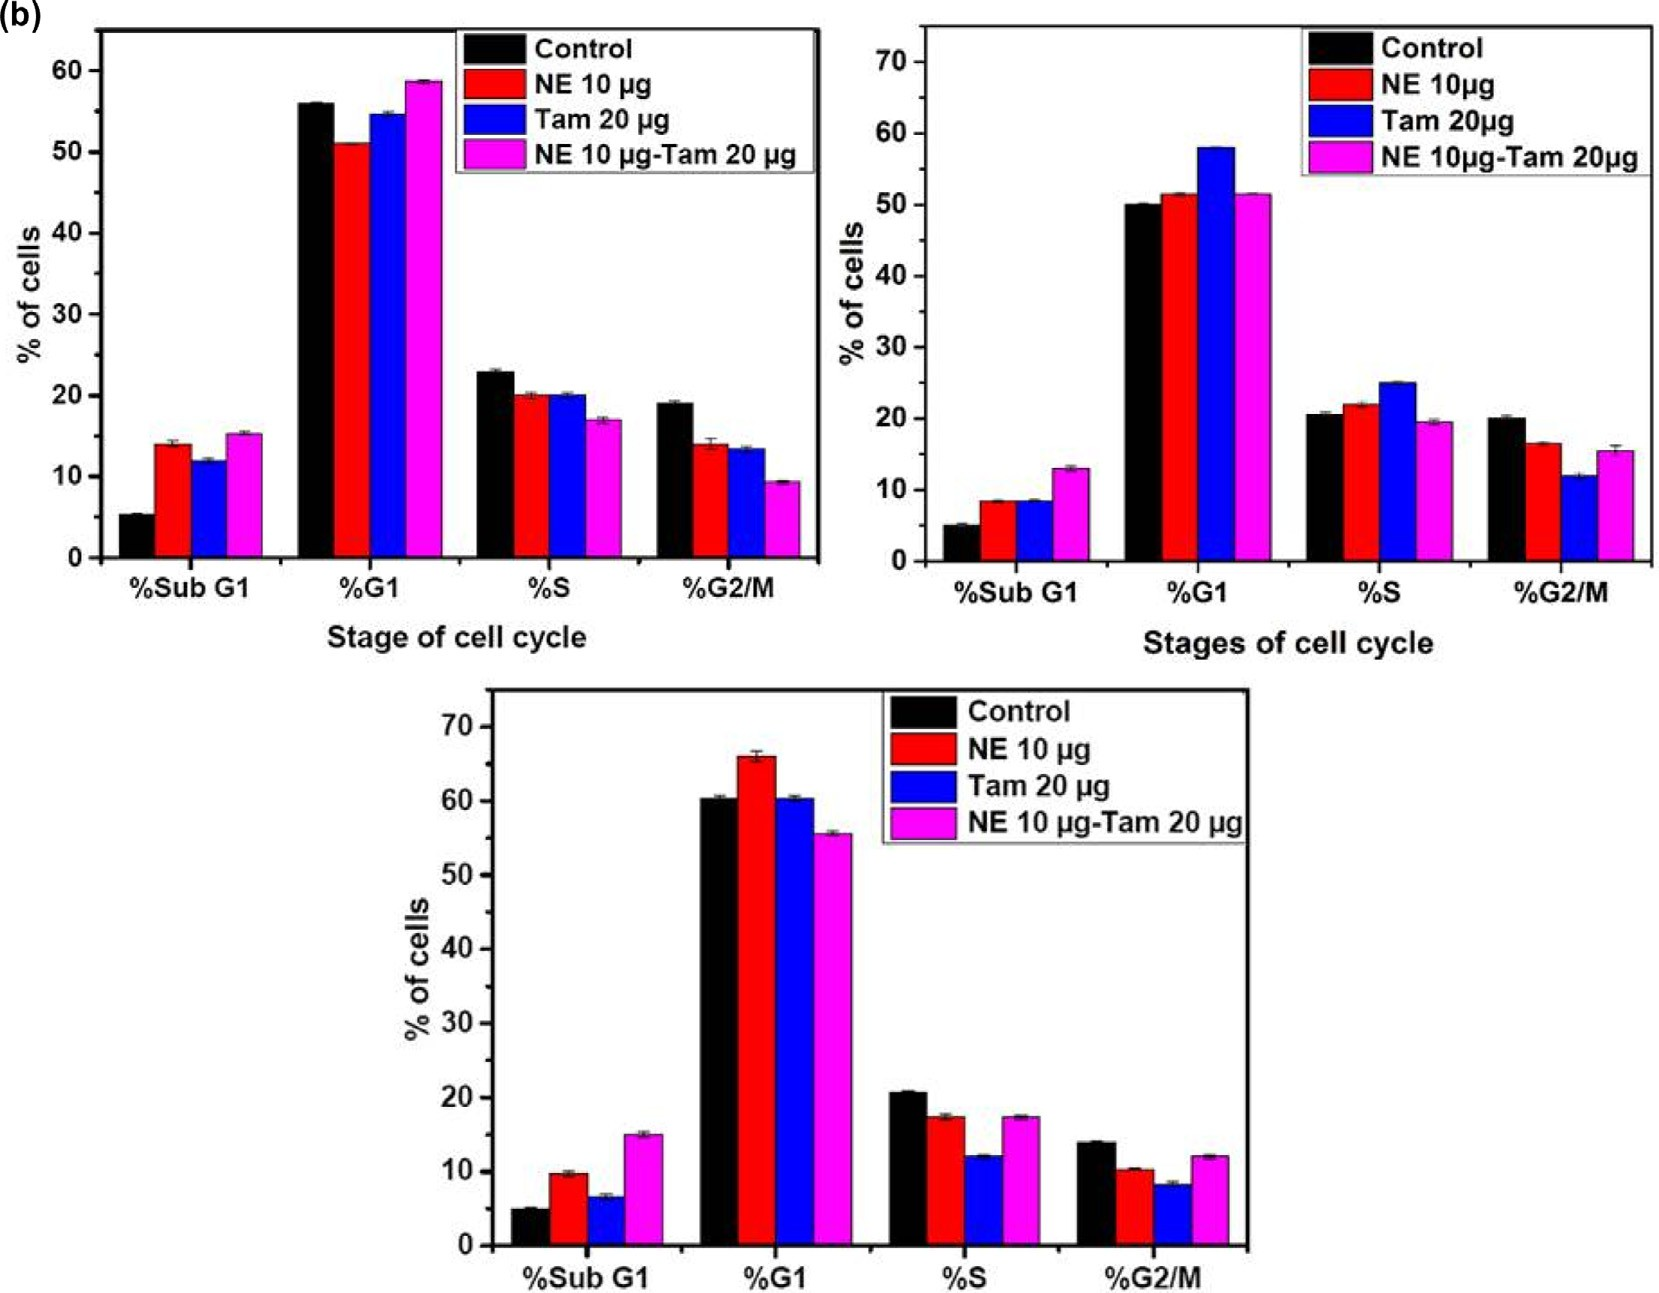 (b)
% of cells
60
50
40
30
20
10
0
Control
NE 10 µg
Tam 20 µg
NE 10 µg-Tam 20 µg
%Sub G1 %G1 %S %G2/M
Stage of cell cycle
% of cells
70
60
50
40
30
20
10
0
Control
NE 10µg
Tam 20µg
NE 10µg-Tam 20µg
%Sub G1 %G1 %S %G2/M
Stages of cell cycle
% of cells
70
60
50
40
30
20
10
0
Control
NE 10 µg
Tam 20 µg
NE 10 µg-Tam 20 µg
%Sub G1 %G1 %S %G2/M